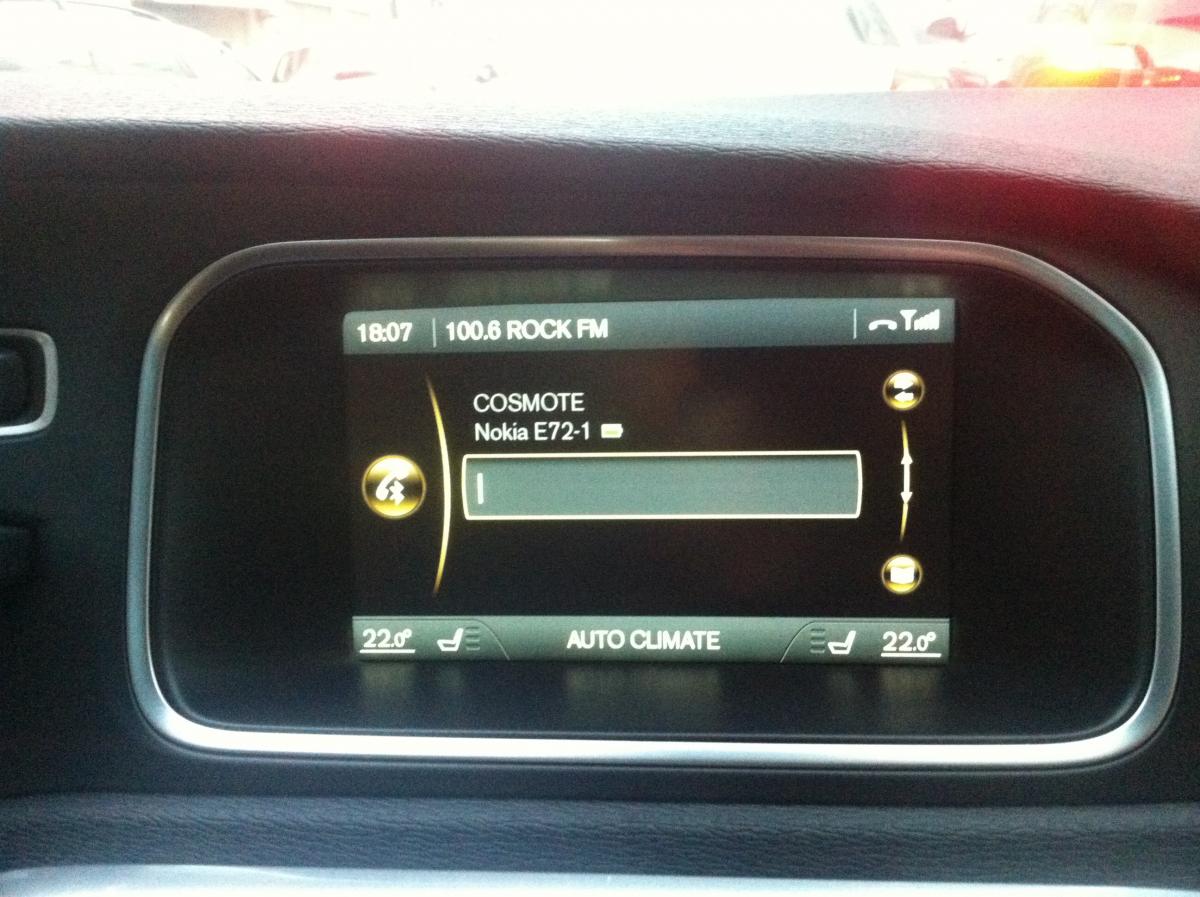 18:07 100.6 ROCK FM
COSMOTE
Nokia E72-1
22.0° AUTO CLIMATE 22.0°